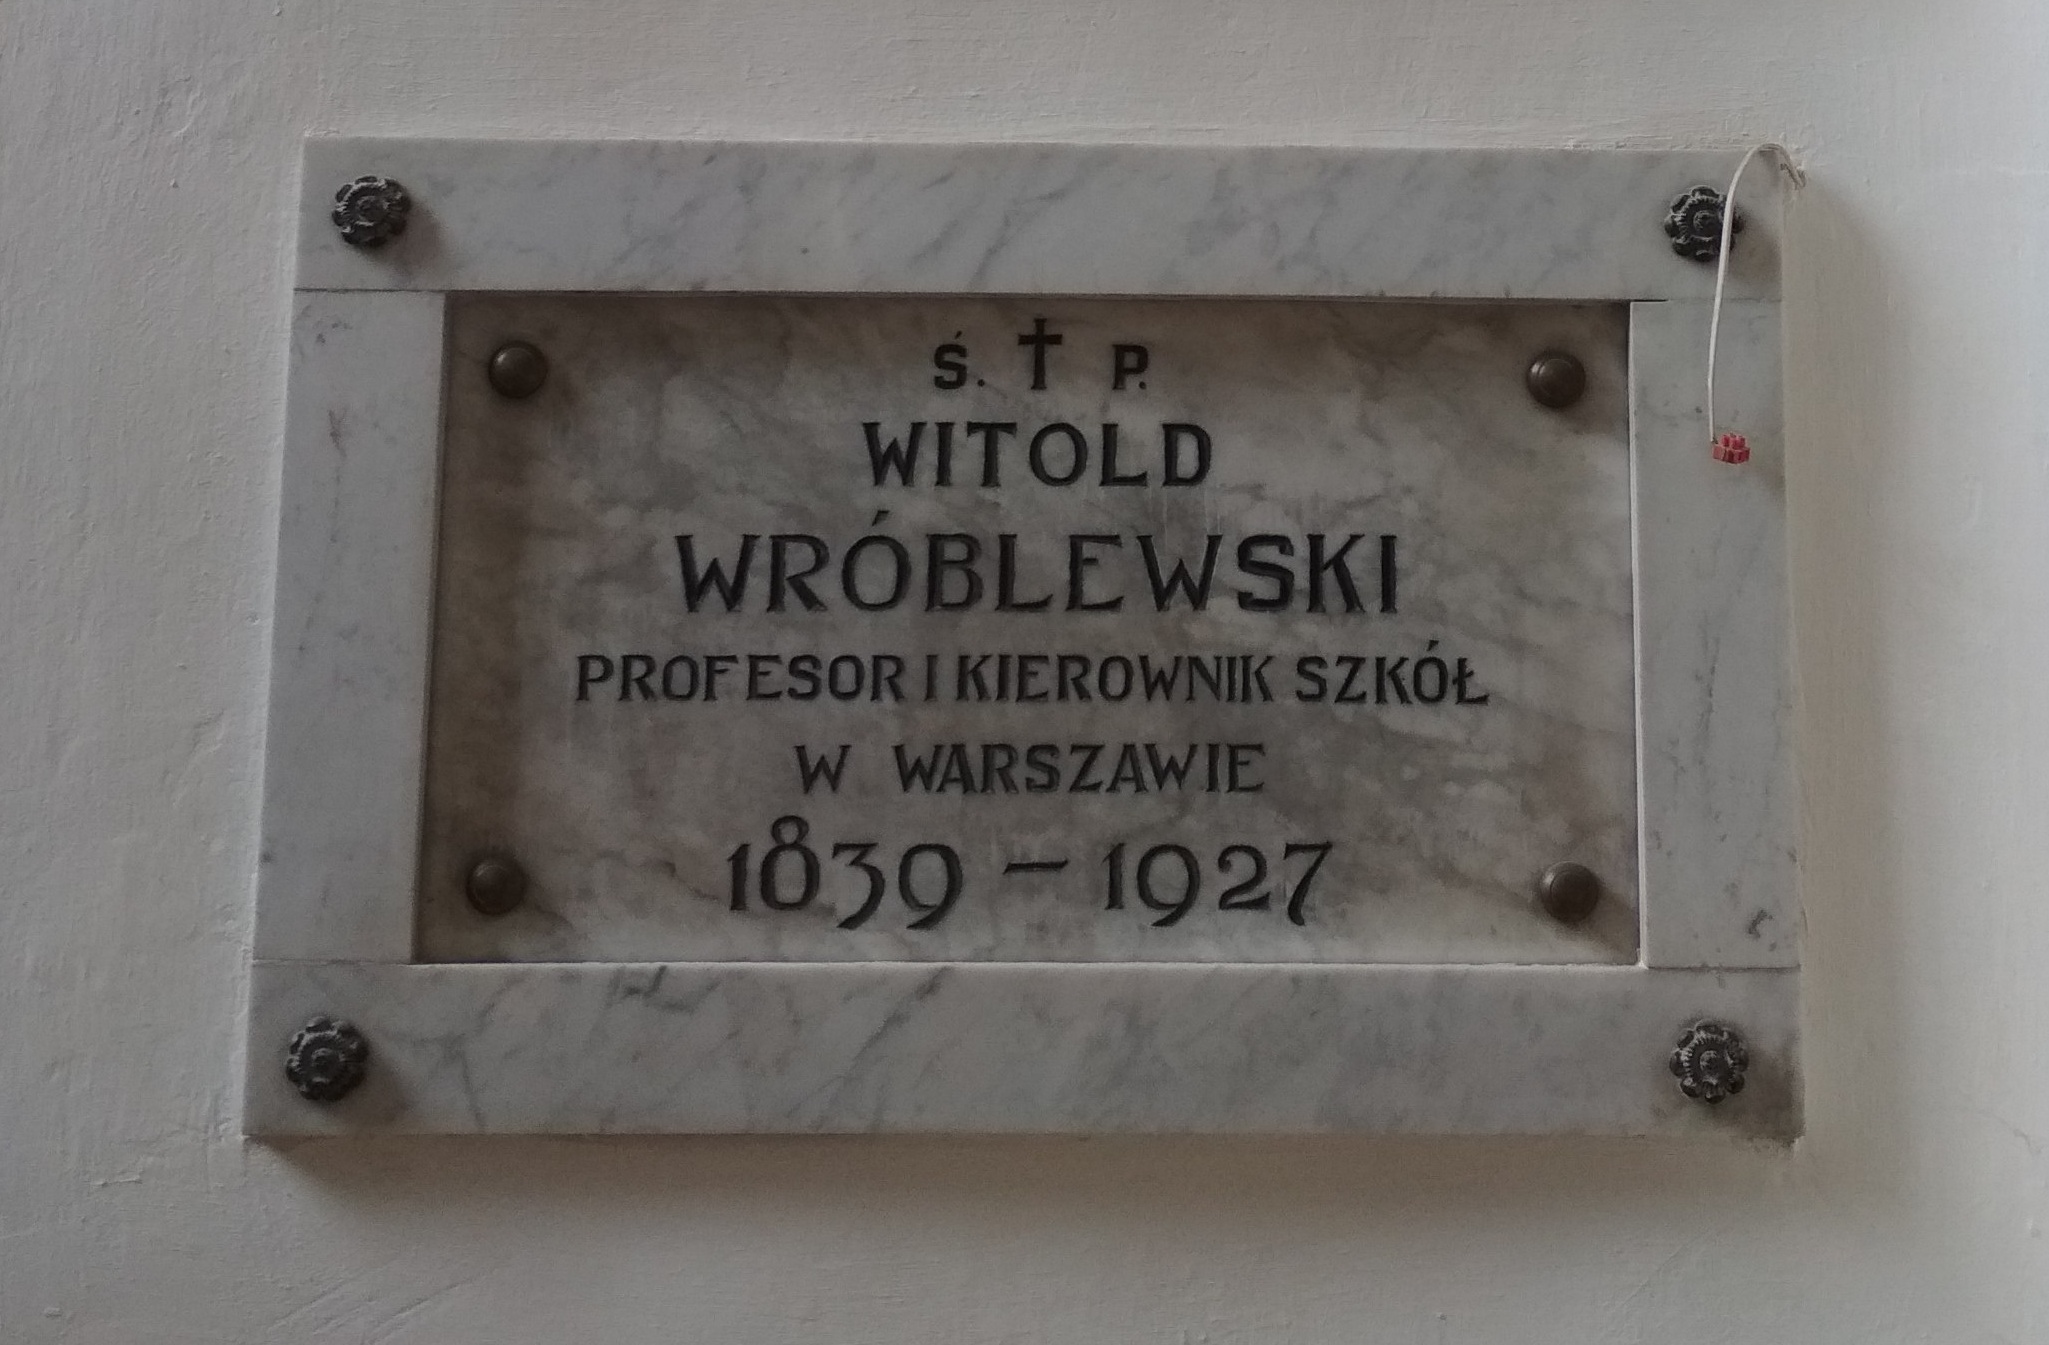 Ś. † P.
WITOLD
WRÓBLEWSKI
PROFESOR I KIEROWNIK SZKÓŁ
W WARSZAWIE
1839 – 1927